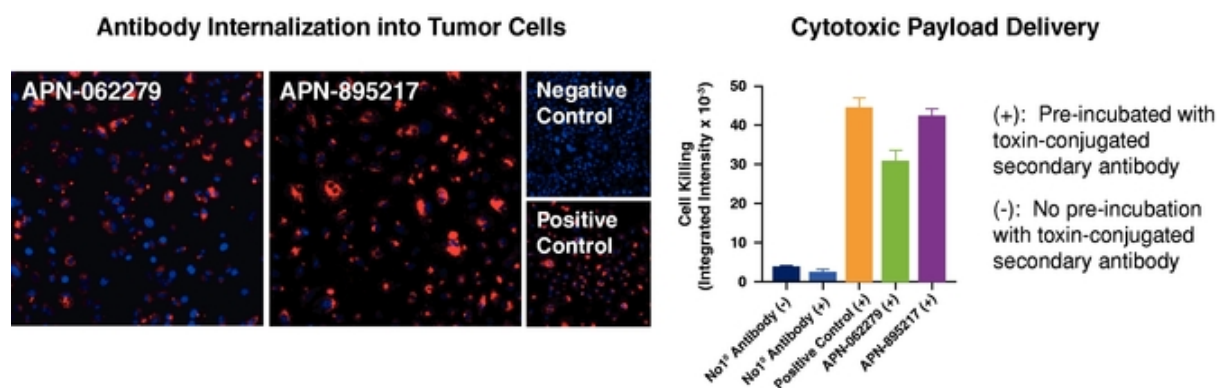 Antibody Internalization into Tumor Cells
APN-062279
APN-895217
Negative
Control
Positive
Control
Cytotoxic Payload Delivery
Cell Killing
(Integrated Intensity x 10⁻³)
50
40
30
20
10
0
No1º Antibody (-)
No1º Antibody (+)
Positive Control (+)
APN-062279 (+)
APN-895217 (+)
(+): Pre-incubated with
toxin-conjugated
secondary antibody
(-): No pre-incubation
with toxin-conjugated
secondary antibody